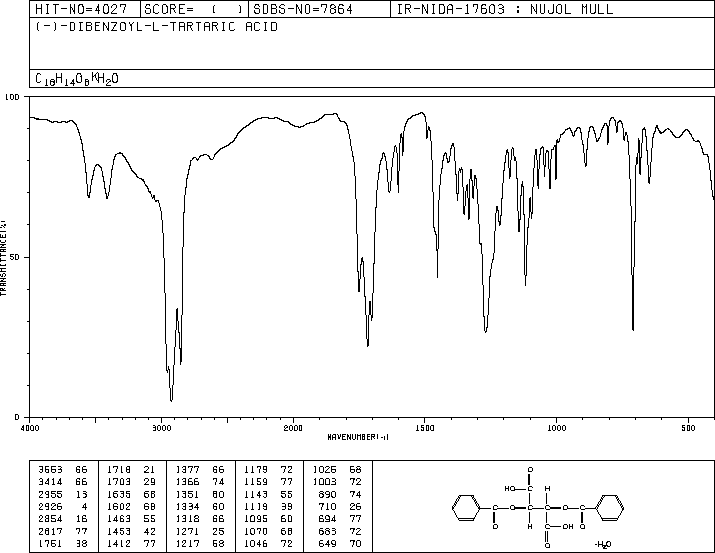 HIT-NO=4027 SCORE= ( ) SDBS-NO=7864 IR-NIDA-17603 : NUJOL MULL
(-)-DIBENZOYL-L-TARTARIC ACID
C18H14O8·H2O
100
50
0
TRANSMITTANCE(%)
4000 3000 2000 1500 1000 500
WAVENUMBER(-1)
3553 66 1718 21 1377 66 1179 72 1026 68
3414 66 1703 29 1366 74 1159 77 1003 72
2955 13 1635 68 1351 60 1143 55 890 74
2926 4 1602 68 1334 60 1119 39 710 26
2854 16 1463 55 1318 66 1095 60 694 77
2817 77 1453 42 1271 25 1070 68 683 72
1751 38 1412 77 1217 58 1046 72 649 70
O
HO C H
C O C C O C
O H C OH O
O
·H2O